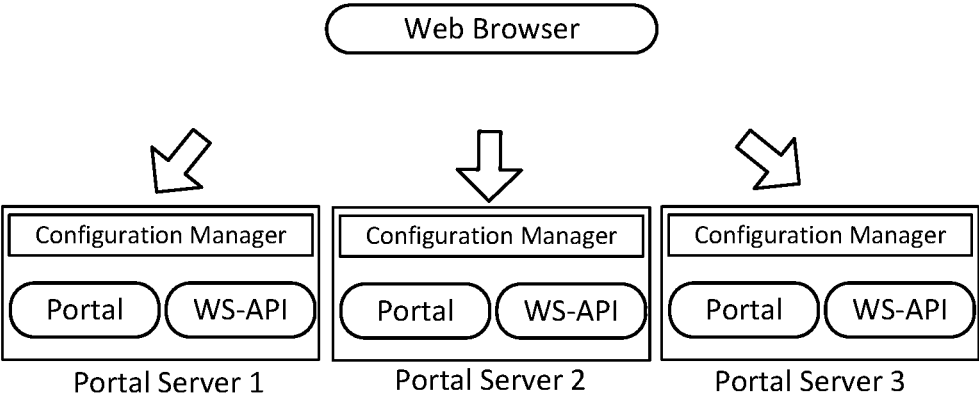 Web Browser
Configuration Manager
Portal
WS-API
Portal Server 1
Configuration Manager
Portal
WS-API
Portal Server 2
Configuration Manager
Portal
WS-API
Portal Server 3